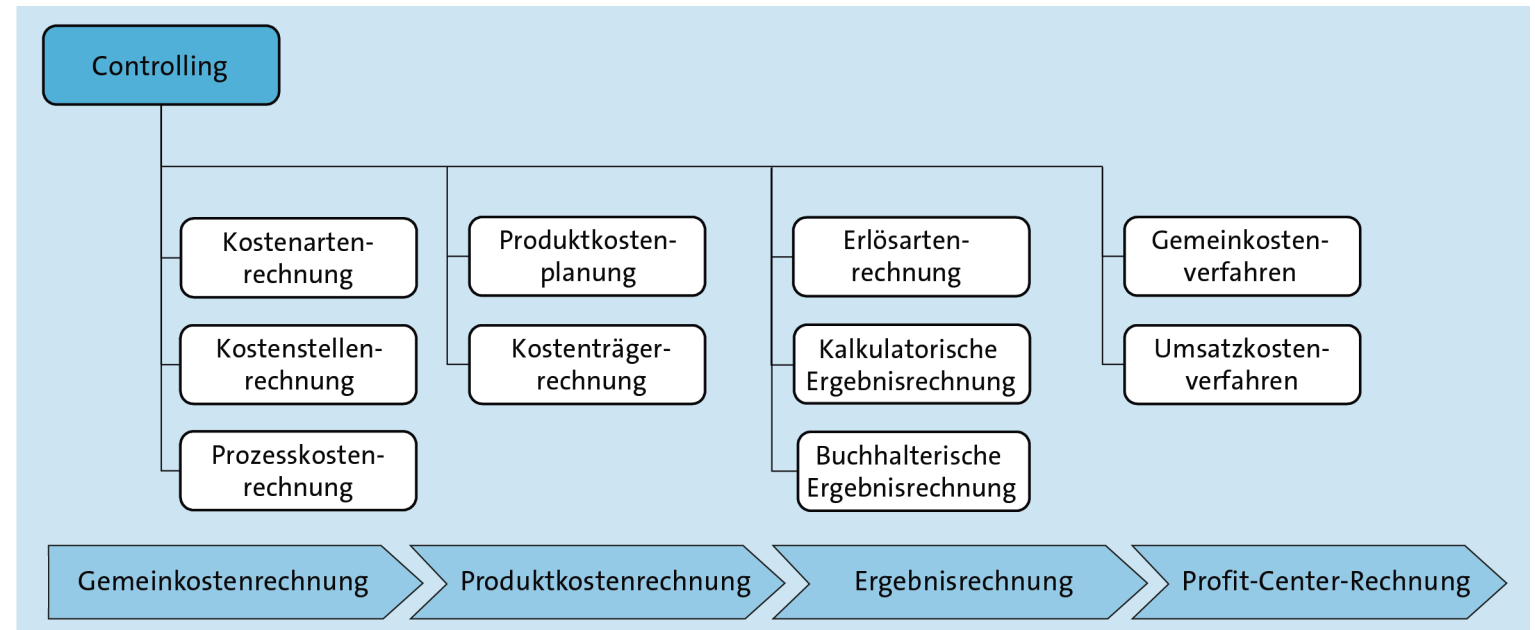 Controlling
Kostenarten-
rechnung
Kostenstellen-
rechnung
Prozesskosten-
rechnung
Produktkosten-
planung
Kostenträger-
rechnung
Erlösarten-
rechnung
Kalkulatorische
Ergebnisrechnung
Buchhalterische
Ergebnisrechnung
Gemeinkosten-
verfahren
Umsatzkosten-
verfahren
Gemeinkostenrechnung
Produktkostenrechnung
Ergebnisrechnung
Profit-Center-Rechnung